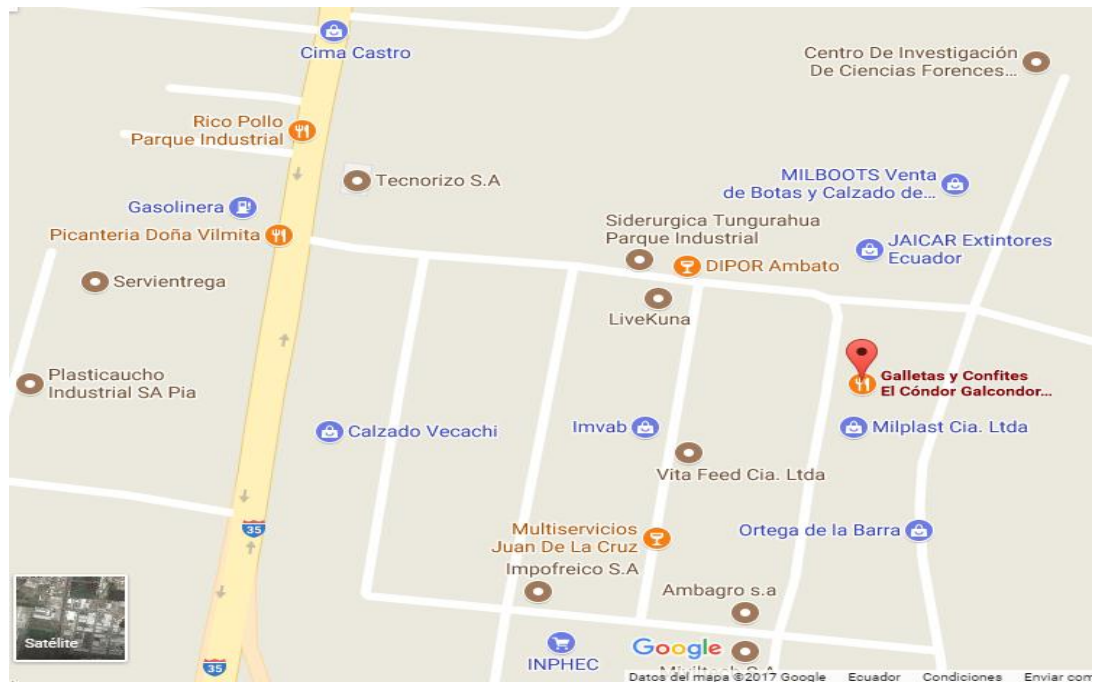 Cima Castro
Centro De Investigación
De Ciencias Forences...
Rico Pollo
Parque Industrial
Tecnorizo S.A
MILBOOTS Venta
de Botas y Calzado de...
Gasolinera
Picanteria Doña Vilmita
Siderurgica Tungurahua
Parque Industrial
JAICAR Extintores
Ecuador
DIPOR Ambato
Servientrega
LiveKuna
Plasticaucho
Industrial SA Pia
Galletas y Confites
El Cóndor Galcondor...
Calzado Vecachi
Imvab
Milplast Cia. Ltda
Vita Feed Cia. Ltda
35
Multiservicios
Juan De La Cruz
Ortega de la Barra
Impofreico S.A
Ambagro s.a
Satélite
Google
INPHEC
35
Datos del mapa ©2017 Google Ecuador Condiciones Enviar com